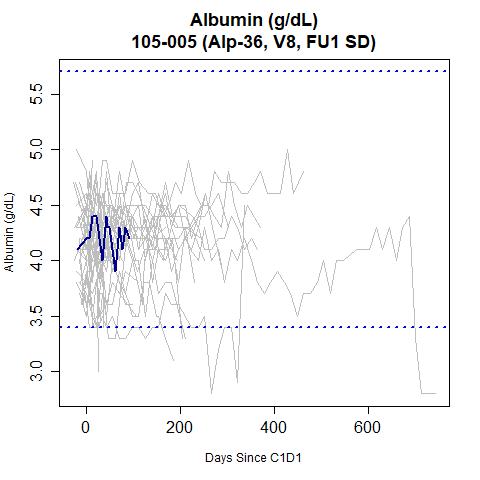 Albumin (g/dL)
105-005 (Alp-36, V8, FU1 SD)
Albumin (g/dL)
5.5
5.0
4.5
4.0
3.5
3.0
0 200 400 600
Days Since C1D1